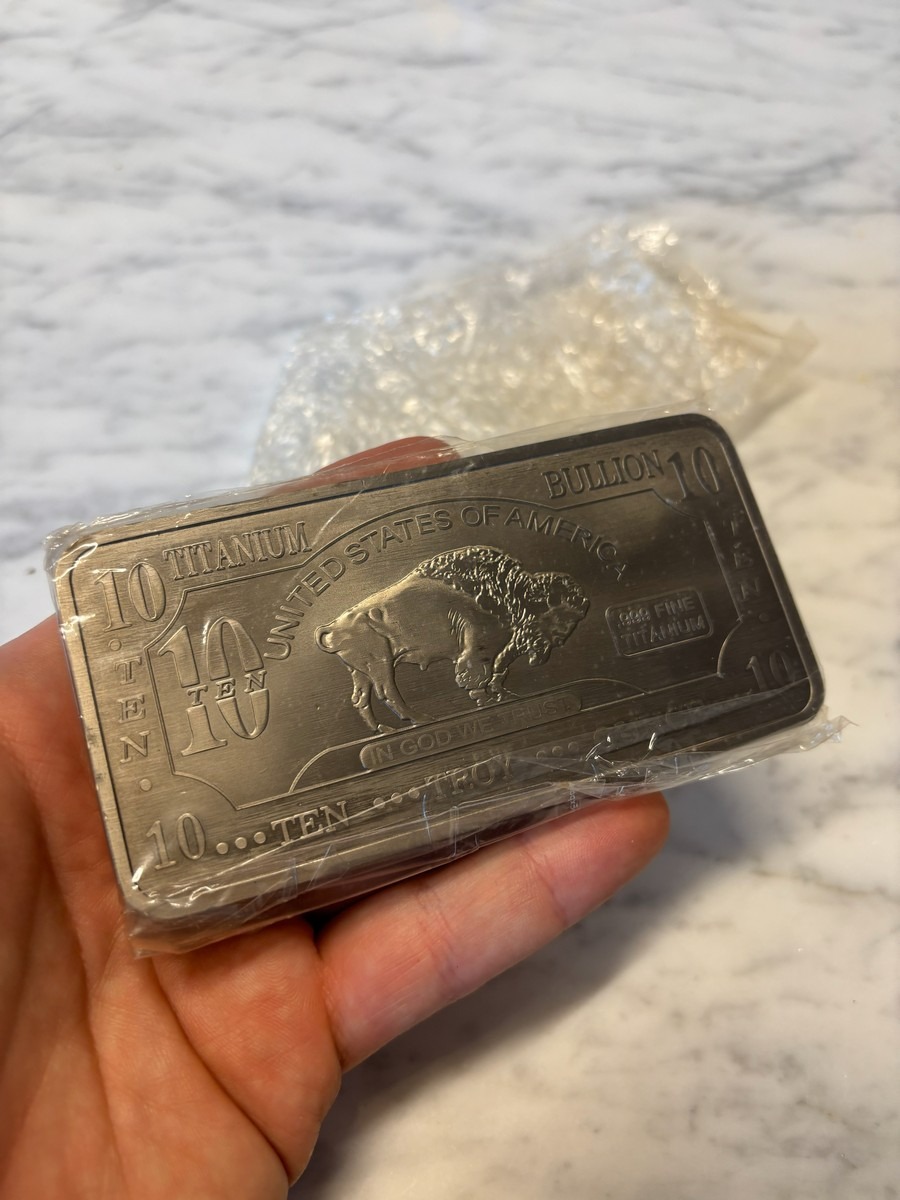 10 TITANIUM
BULLION 10
UNITED STATES OF AMERICA
.999 FINE
TITANIUM
· TEN ·
10
TEN
IN GOD WE TRUST
10 ... TEN ... TROY ...
10